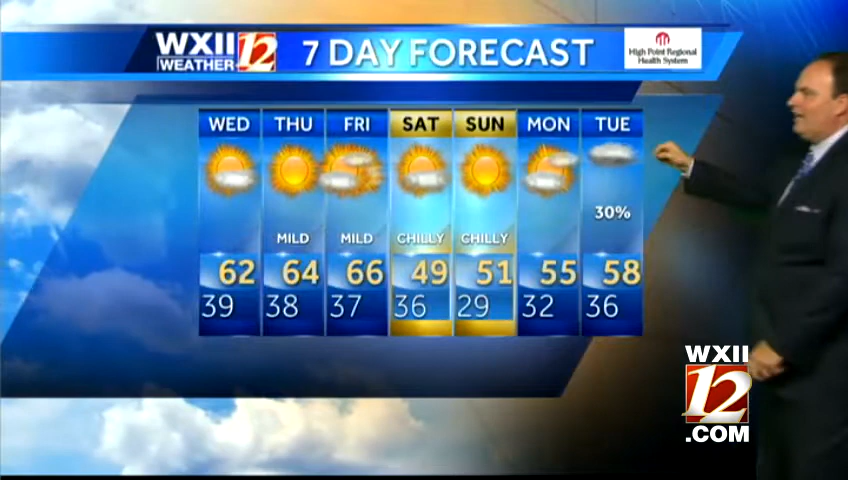 WXII 12
WEATHER
7 DAY FORECAST
High Point Regional
Health System
WED THU FRI SAT SUN MON TUE
30%
MILD MILD CHILLY CHILLY
62 64 66 49 51 55 58
39 38 37 36 29 32 36
WXII
12
.COM